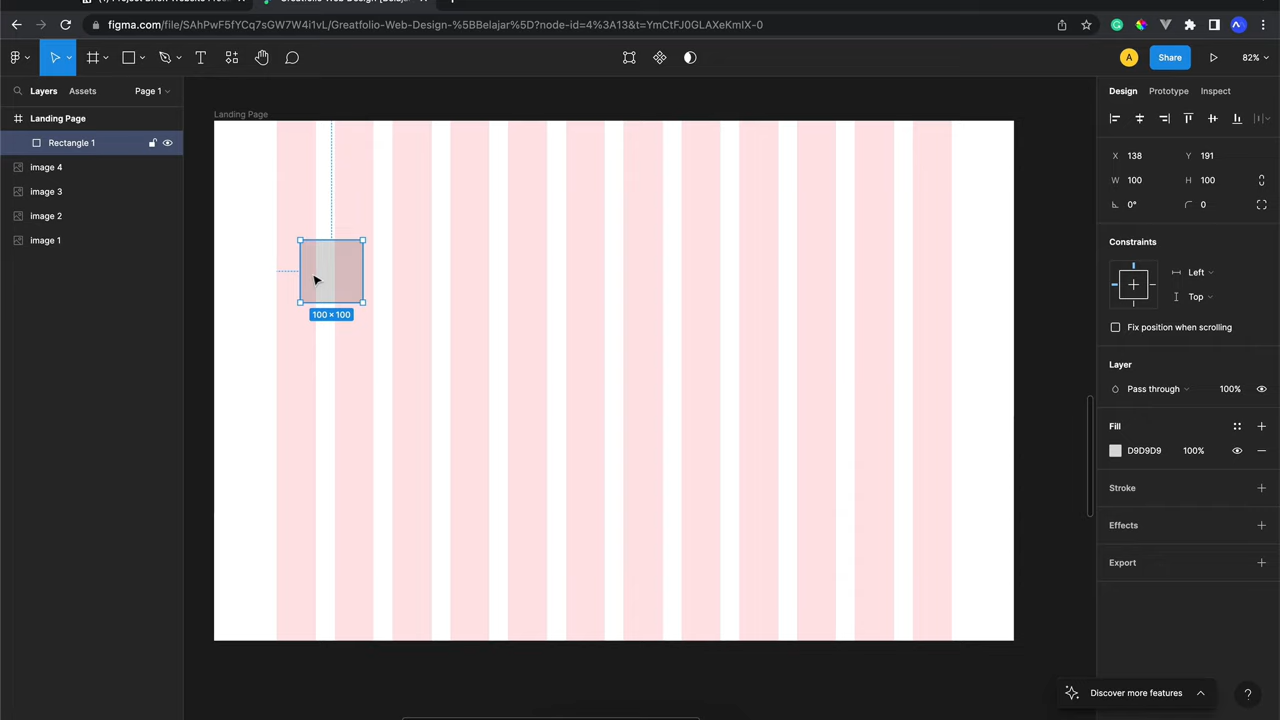 figma.com/file/SAhPwF5fYCq7sGW4i1vL/Greatfolio-Web-Design-%5BBelajar%5D?node-id=4%3A13&t=YmCtFJ0GLAXeKmIX-0
A
Share
82%
Layers
Assets
Page 1
Design
Prototype
Inspect
Landing Page
Rectangle 1
image 4
image 3
image 2
image 1
Landing Page
100 × 100
X 138 Y 191
W 100 H 100
0° 0
Constraints
Left
Top
Fix position when scrolling
Layer
Pass through 100%
Fill
D9D9D9 100%
Stroke
Effects
Export
Discover more features
?